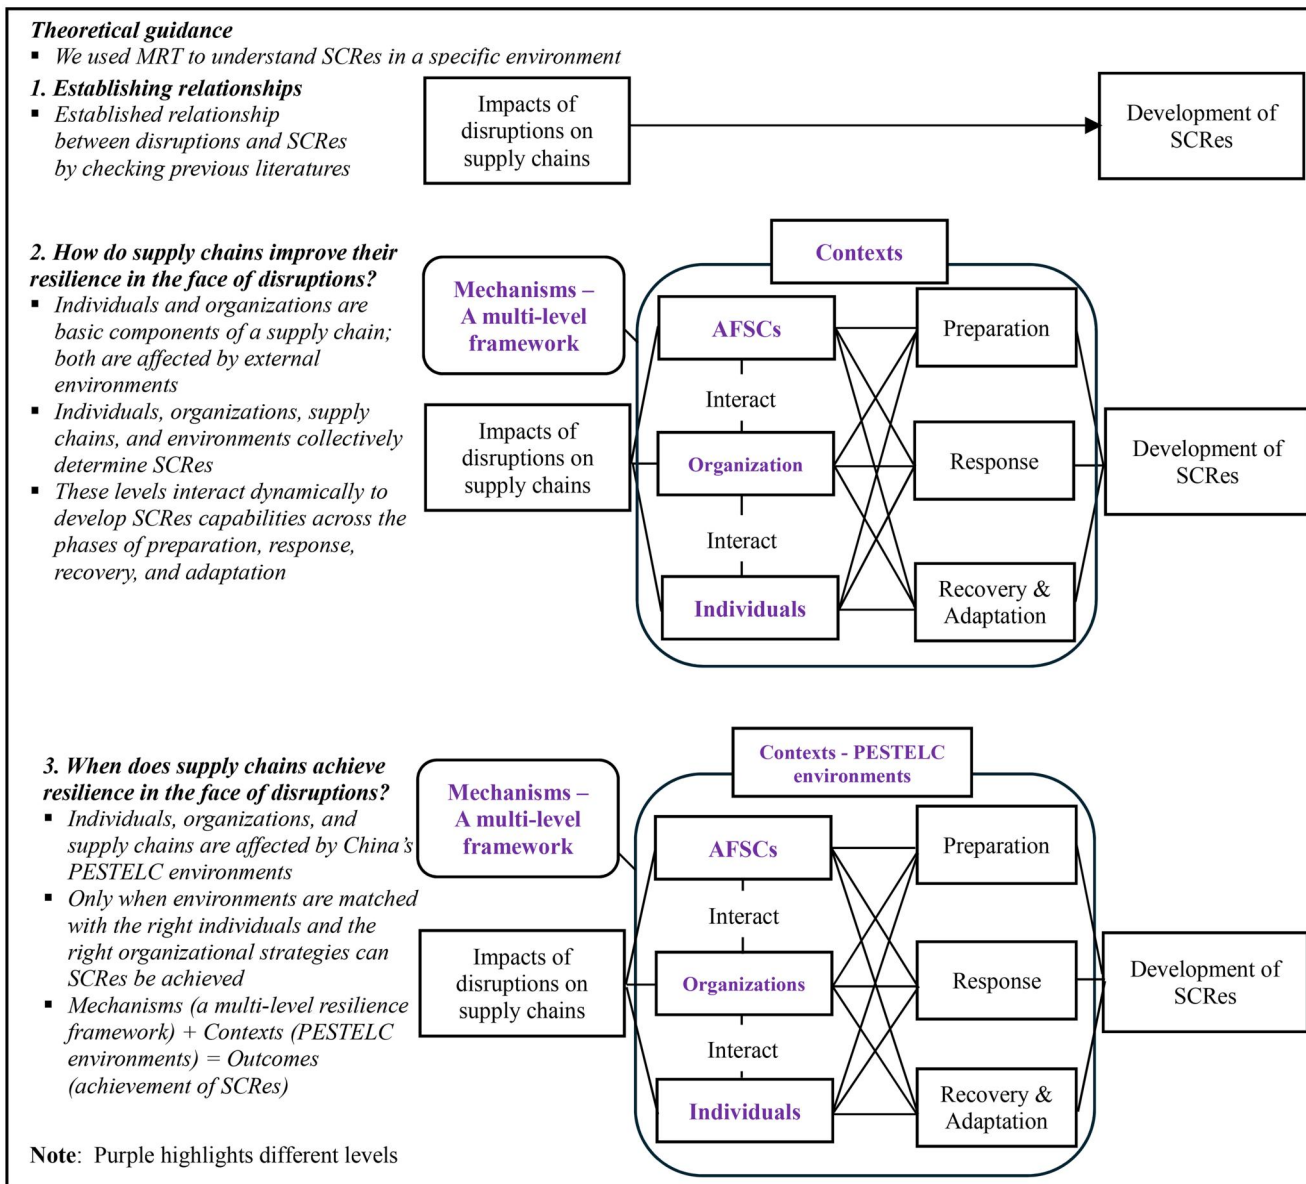 Theoretical guidance
▪ We used MRT to understand SCRes in a specific environment
1. Establishing relationships
▪ Established relationship
between disruptions and SCRes
by checking previous literatures
Impacts of
disruptions on
supply chains
Development of
SCRes
2. How do supply chains improve their
resilience in the face of disruptions?
▪ Individuals and organizations are
basic components of a supply chain;
both are affected by external
environments
▪ Individuals, organizations, supply
chains, and environments collectively
determine SCRes
▪ These levels interact dynamically to
develop SCRes capabilities across the
phases of preparation, response,
recovery, and adaptation
Mechanisms –
A multi-level
framework
Impacts of
disruptions on
supply chains
Contexts
AFSCs
Interact
Organization
Interact
Individuals
Preparation
Response
Recovery &
Adaptation
Development of
SCRes
3. When does supply chains achieve
resilience in the face of disruptions?
▪ Individuals, organizations, and
supply chains are affected by China’s
PESTELC environments
▪ Only when environments are matched
with the right individuals and the
right organizational strategies can
SCRes be achieved
▪ Mechanisms (a multi-level resilience
framework) + Contexts (PESTELC
environments) = Outcomes
(achievement of SCRes)
Mechanisms –
A multi-level
framework
Impacts of
disruptions on
supply chains
Contexts - PESTELC
environments
AFSCs
Interact
Organizations
Interact
Individuals
Preparation
Response
Recovery &
Adaptation
Development of
SCRes
Note: Purple highlights different levels